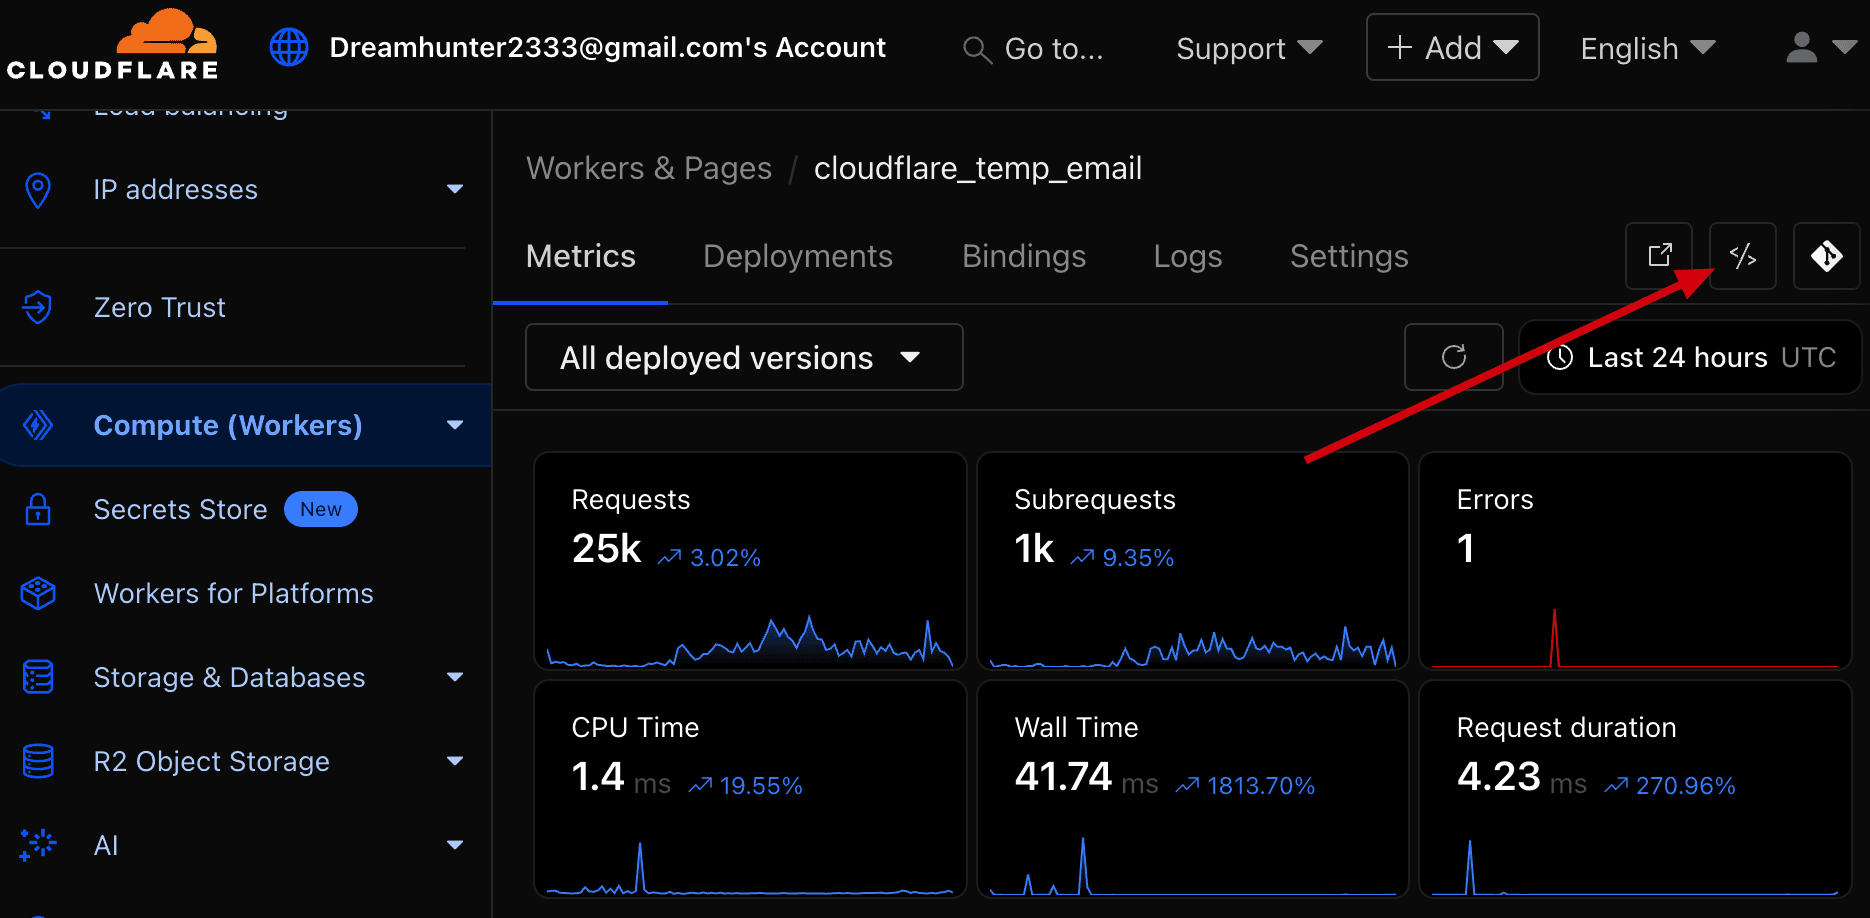 CLOUDFLARE
Dreamhunter2333@gmail.com's Account
Go to...
Support
+ Add
English
Load balancing
IP addresses
Zero Trust
Compute (Workers)
Secrets Store New
Workers for Platforms
Storage & Databases
R2 Object Storage
AI
Workers & Pages / cloudflare_temp_email
Metrics Deployments Bindings Logs Settings
</>
All deployed versions
Last 24 hours UTC
Requests
25k 3.02%
Subrequests
1k 9.35%
Errors
1
CPU Time
1.4 ms 19.55%
Wall Time
41.74 ms 1813.70%
Request duration
4.23 ms 270.96%